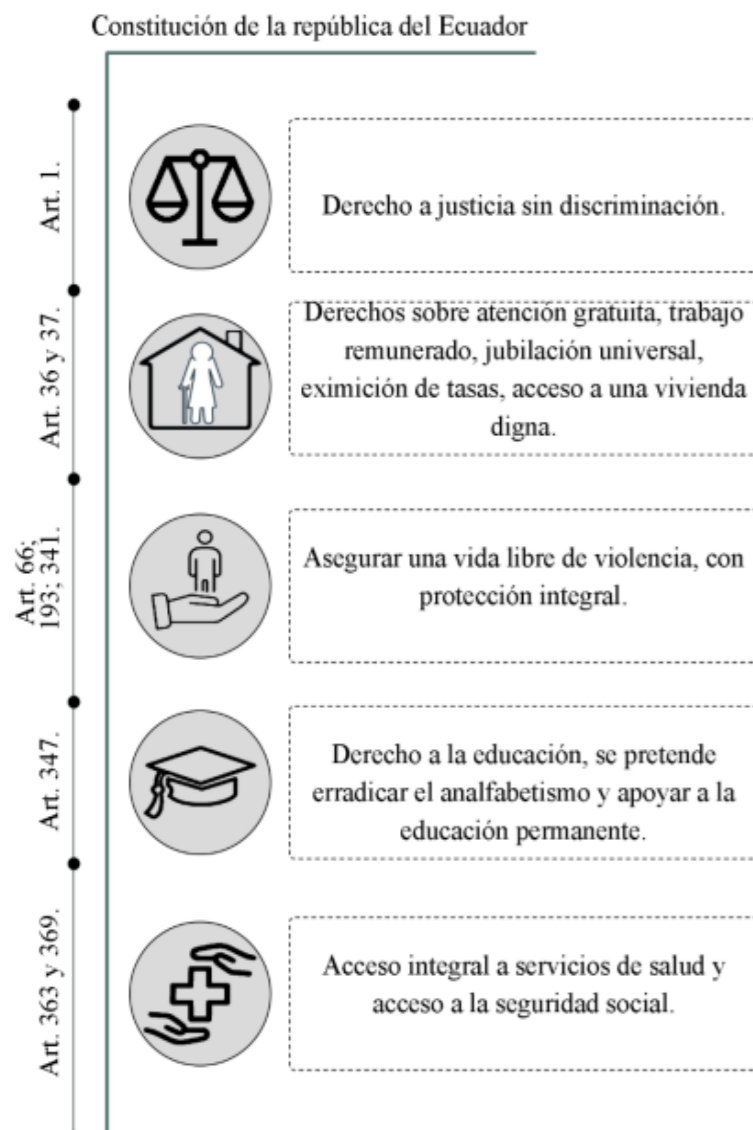 Constitución de la república del Ecuador
Art. 1.
Derecho a justicia sin discriminación.
Art. 36 y 37.
Derechos sobre atención gratuita, trabajo
remunerado, jubilación universal,
eximición de tasas, acceso a una vivienda
digna.
Art. 66;
193; 341.
Asegurar una vida libre de violencia, con
protección integral.
Art. 347.
Derecho a la educación, se pretende
erradicar el analfabetismo y apoyar a la
educación permanente.
Art. 363 y 369.
Acceso integral a servicios de salud y
acceso a la seguridad social.